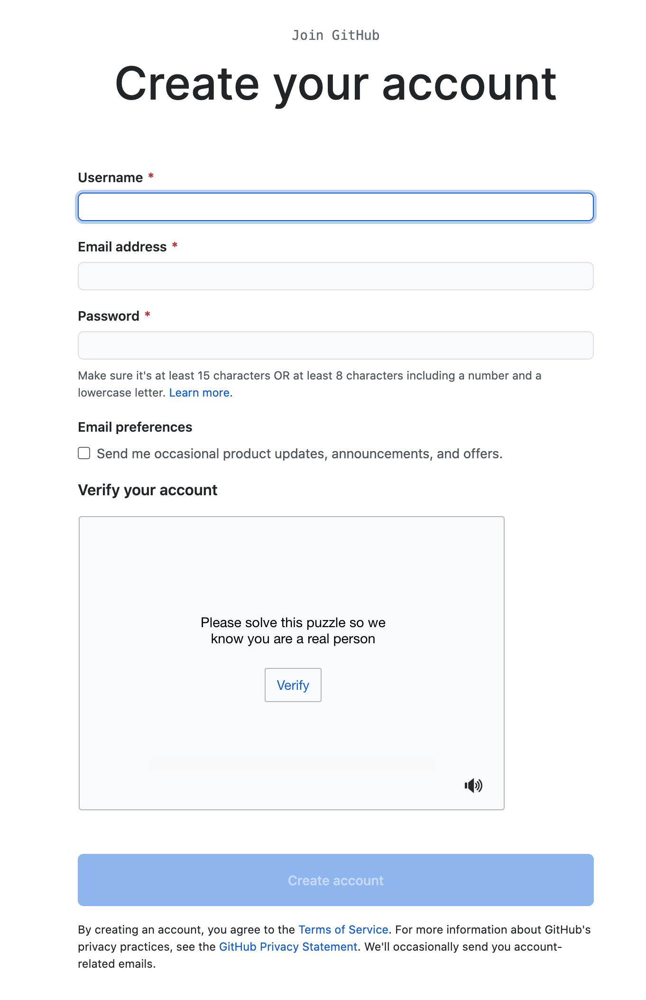 Join GitHub
Create your account
Username *
Email address *
Password *
Make sure it's at least 15 characters OR at least 8 characters including a number and a
lowercase letter. Learn more.
Email preferences
Send me occasional product updates, announcements, and offers.
Verify your account
Please solve this puzzle so we
know you are a real person
Verify
Create account
By creating an account, you agree to the Terms of Service. For more information about GitHub's
privacy practices, see the GitHub Privacy Statement. We'll occasionally send you account-
related emails.